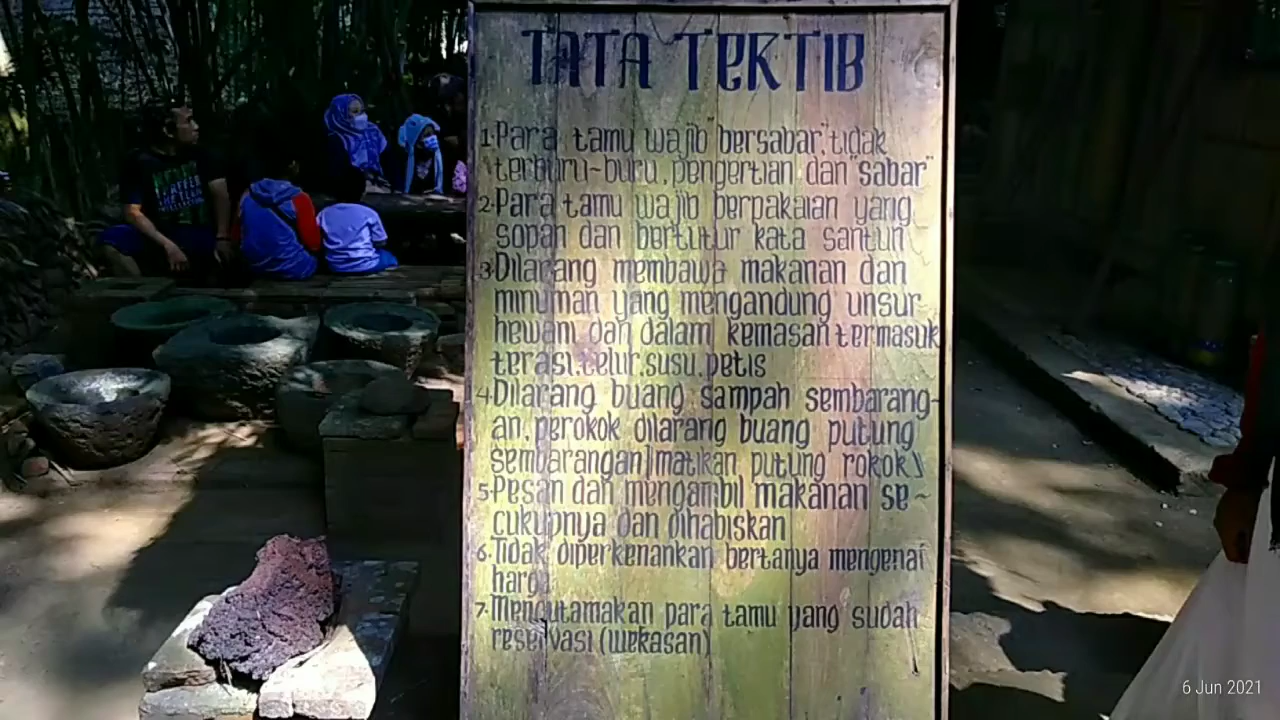 TATA TERTIB
1. Para tamu wajib "bersabar", tidak
terburu-buru, pengertian dan "sabar"
2. Para tamu wajib berpakaian yang
sopan dan bertutur kata santun
3. Dilarang membawa makanan dan
minuman yang mengandung unsur
hewani dan dalam kemasan termasuk
terasi, telur, susu, petis
4. Dilarang buang sampah sembarang-
an, perokok dilarang buang putung
sembarangan (matikan putung rokok)
5. Pesan dan mengambil makanan se-
cukupnya dan dihabiskan
6. Tidak diperkenankan bertanya mengenai
harga
7. Mengutamakan para tamu yang sudah
reservasi (wekasan)
6 Jun 2021